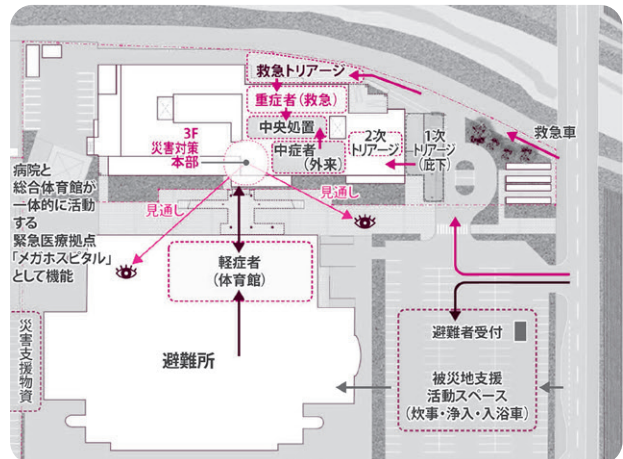 救急トリアージ
重症者（救急）
中央処置
中症者
（外来）
2次
トリアージ
1次
トリアージ
（庇下）
救急車
3F
災害対策
本部
見通し
見通し
病院と
総合体育館が
一体的に活動
する
緊急医療拠点
「メガホスピタル」
として機能
軽症者
（体育館）
災害支援物資
避難所
避難者受付
被災地支援
活動スペース
（炊事・浄入・入浴車）